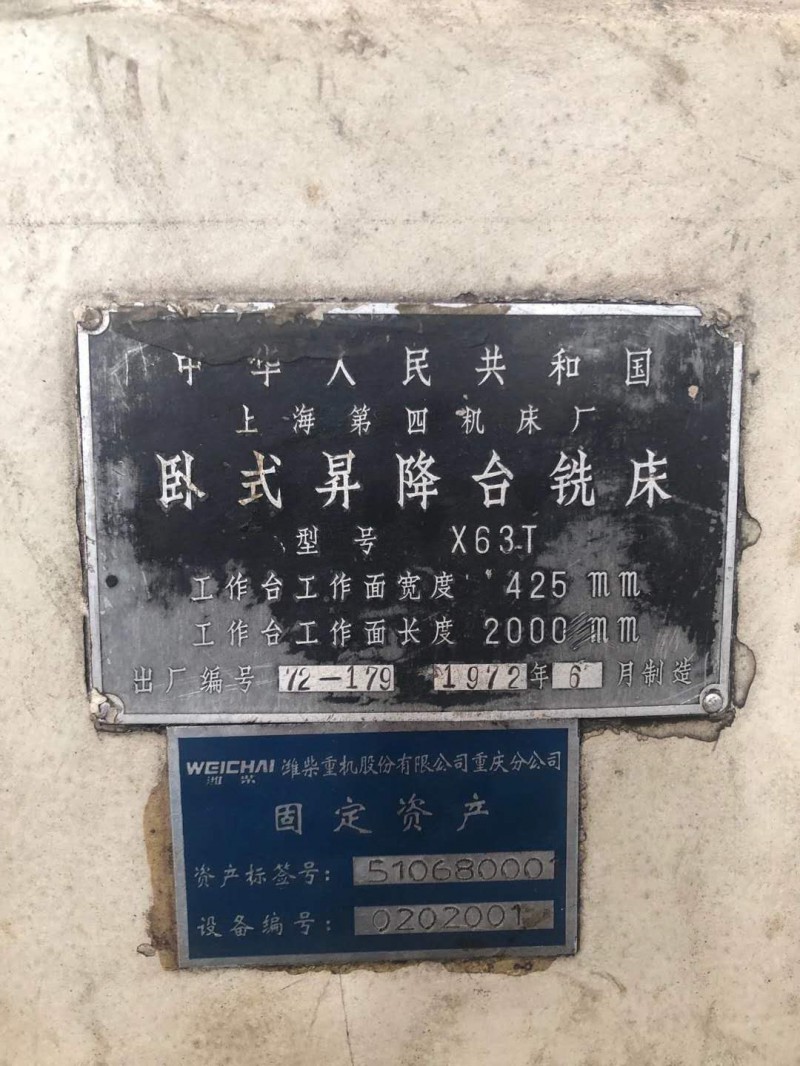 中华人民共和国
上海第四机床厂
卧式昇降台铣床
型号 X63T
工作台工作面宽度 425 mm
工作台工作面长度 2000 mm
出厂编号 72-179 1972年6月制造
WEICHAI 潍柴重机股份有限公司重庆分公司
潍柴
固定资产
资产标签号: 510680001
设备编号: 0202001